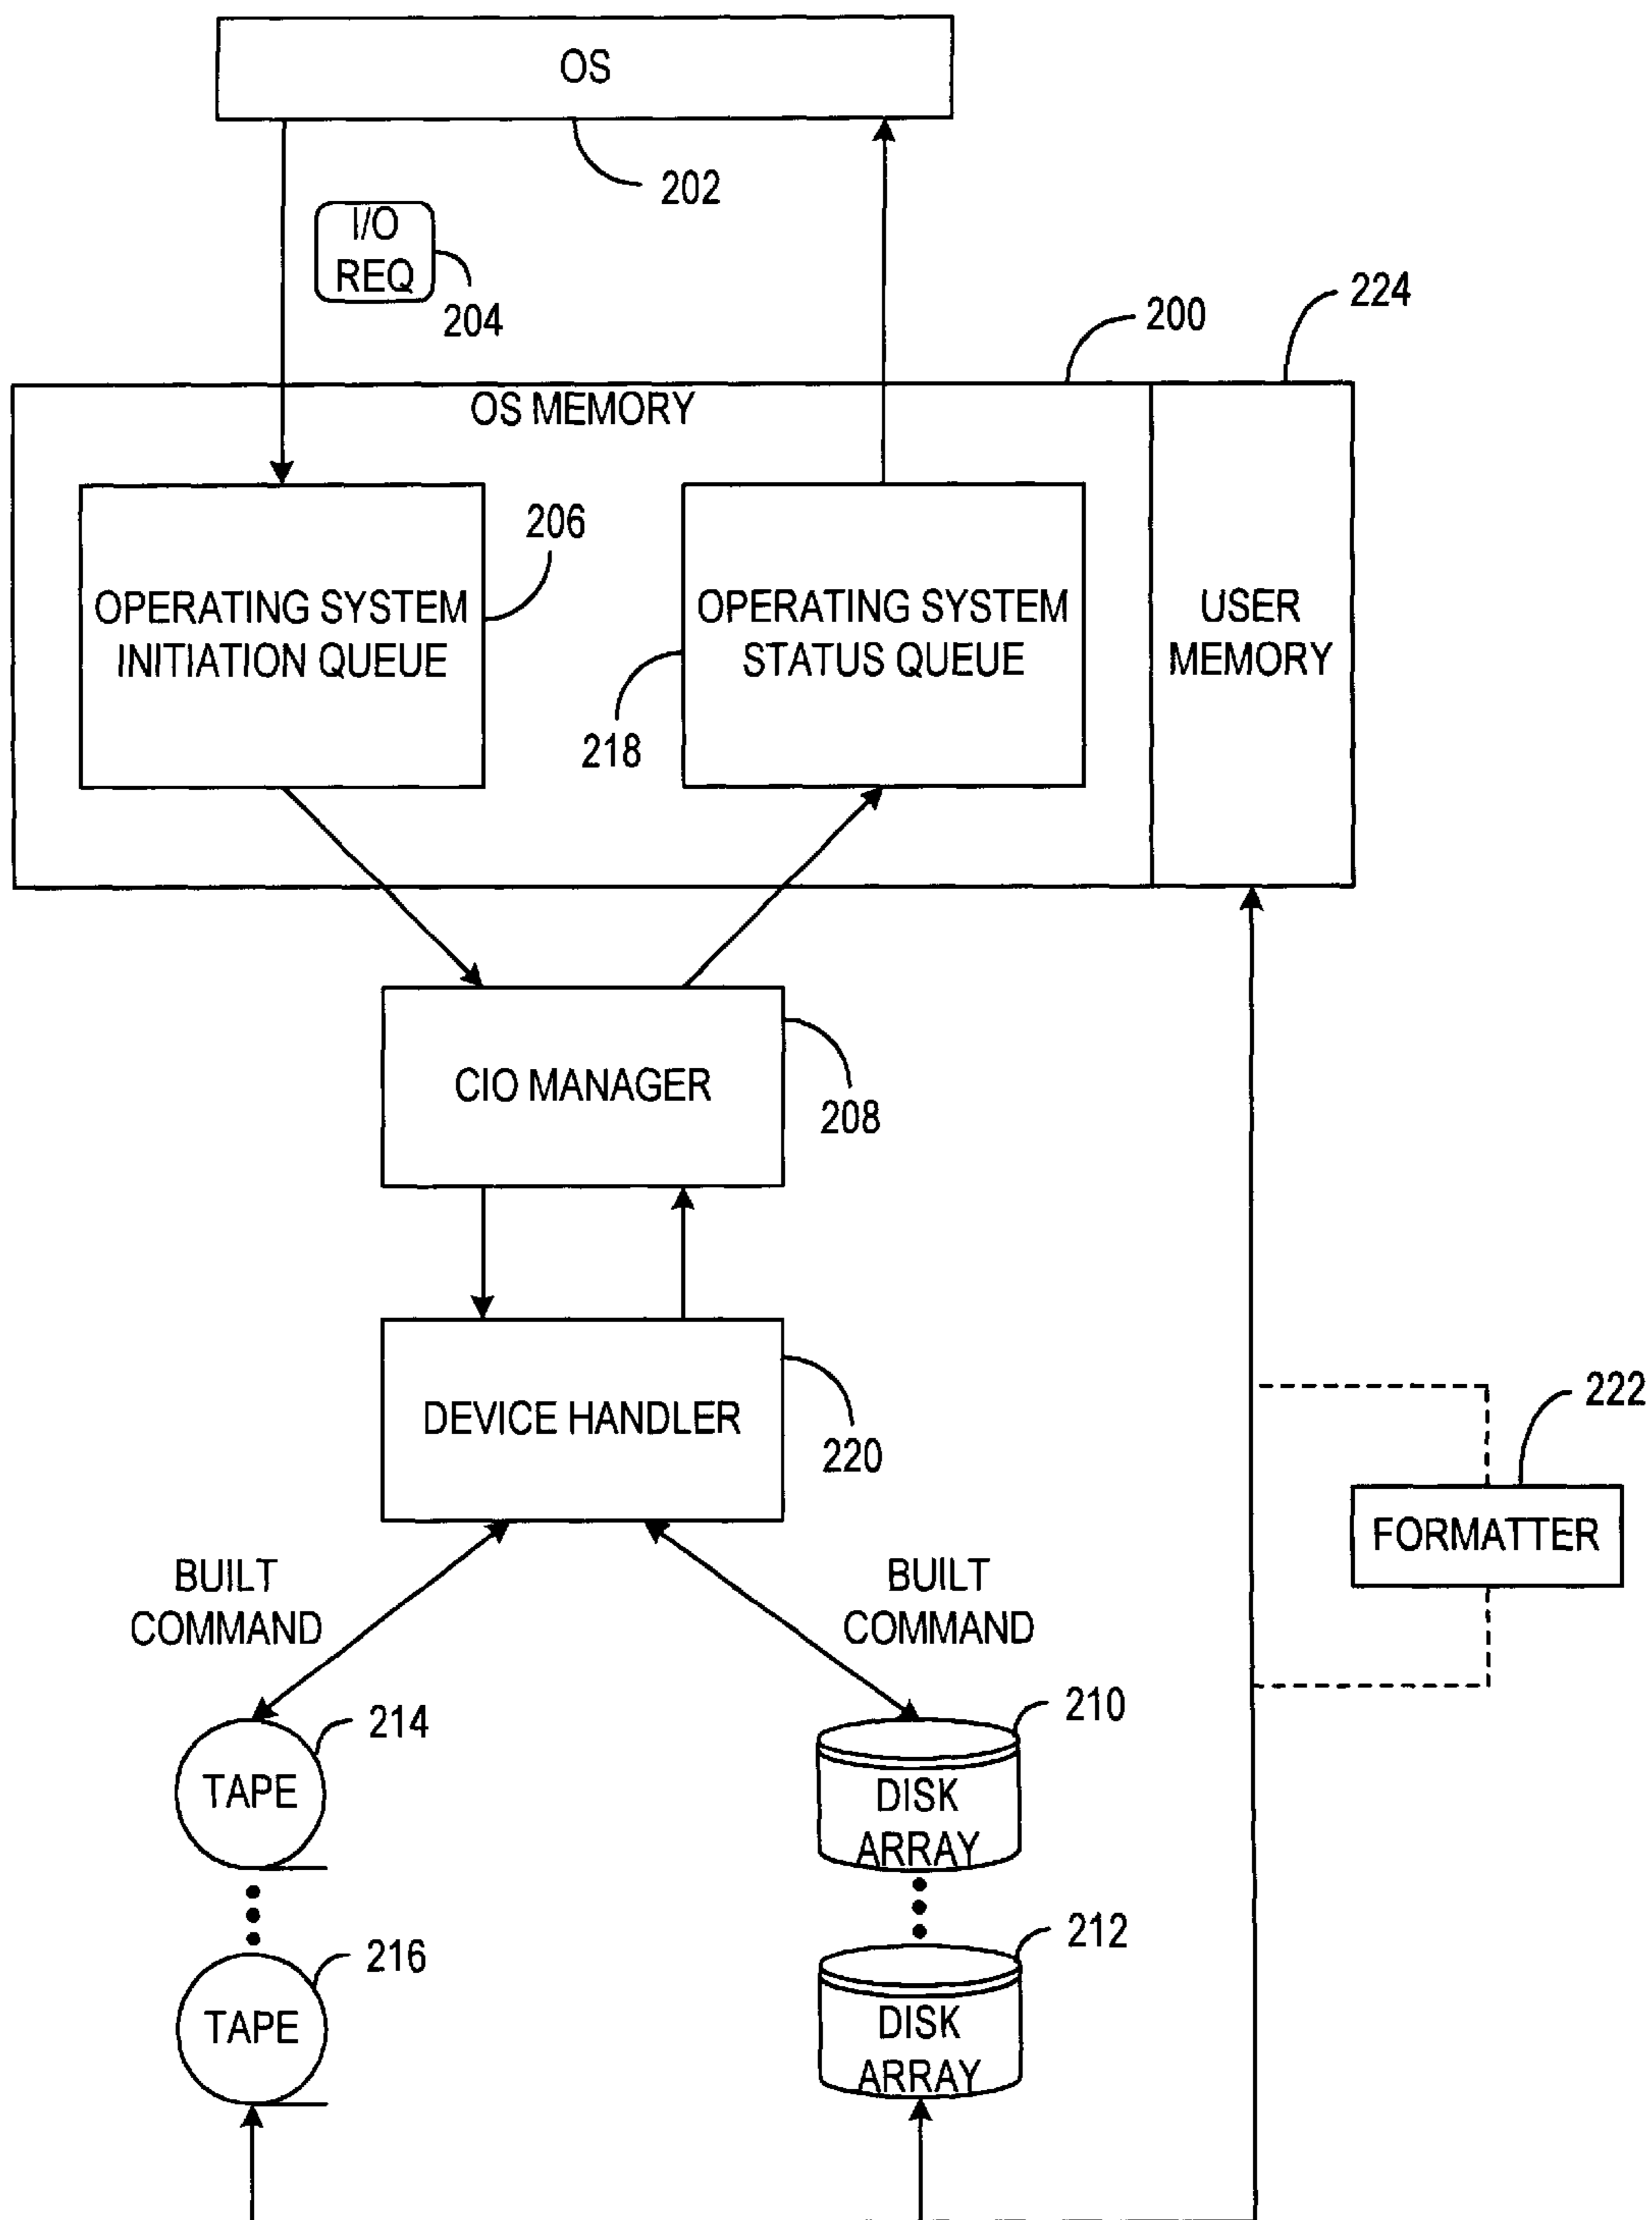 OS
202
I/O
REQ
204
200
224
OS MEMORY
206
OPERATING SYSTEM
INITIATION QUEUE
OPERATING SYSTEM
STATUS QUEUE
218
USER
MEMORY
CIO MANAGER
208
DEVICE HANDLER
220
222
FORMATTER
BUILT
COMMAND
BUILT
COMMAND
214
TAPE
210
DISK
ARRAY
216
TAPE
212
DISK
ARRAY